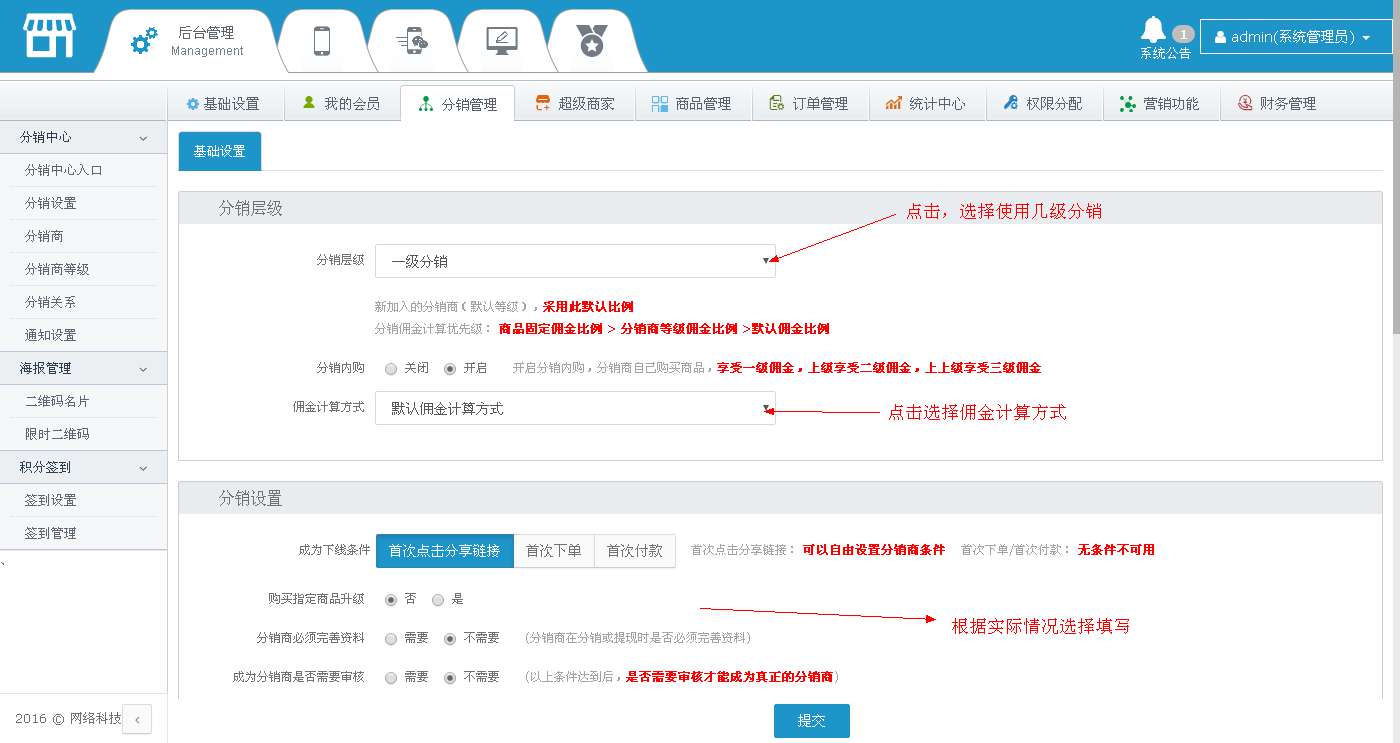 后台管理
Management
1
系统公告
admin(系统管理员)
基础设置
我的会员
分销管理
超级商家
商品管理
订单管理
统计中心
权限分配
营销功能
财务管理
分销中心
分销中心入口
分销设置
分销商
分销商等级
分销关系
通知设置
海报管理
二维码名片
限时二维码
积分签到
签到设置
签到管理
、
2016 © 网络科技
基础设置
分销层级
点击，选择使用几级分销
分销层级 一级分销
新加入的分销商（默认等级），采用此默认比例
分销佣金计算优先级： 商品固定佣金比例 > 分销商等级佣金比例 >默认佣金比例
分销内购 关闭 开启 开启分销内购，分销商自己购买商品，享受一级佣金，上级享受二级佣金，上上级享受三级佣金
佣金计算方式 默认佣金计算方式 点击选择佣金计算方式
分销设置
成为下线条件 首次点击分享链接 首次下单 首次付款 首次点击分享链接： 可以自由设置分销商条件 首次下单/首次付款： 无条件不可用
购买指定商品升级 否 是
根据实际情况选择填写
分销商必须完善资料 需要 不需要 (分销商在分销或提现时是否必须完善资料)
成为分销商是否需要审核 需要 不需要 (以上条件达到后，是否需要审核才能成为真正的分销商)
提交